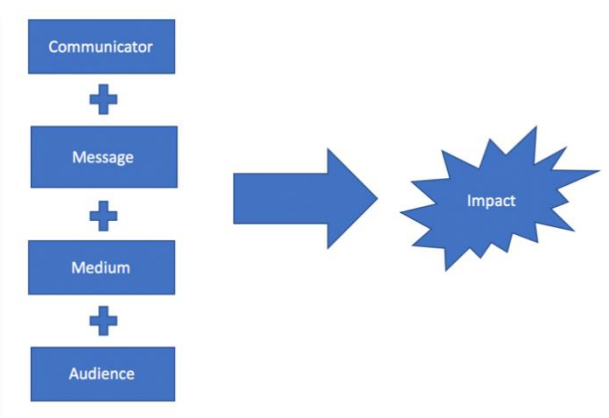 Communicator
Message
Medium
Audience
Impact